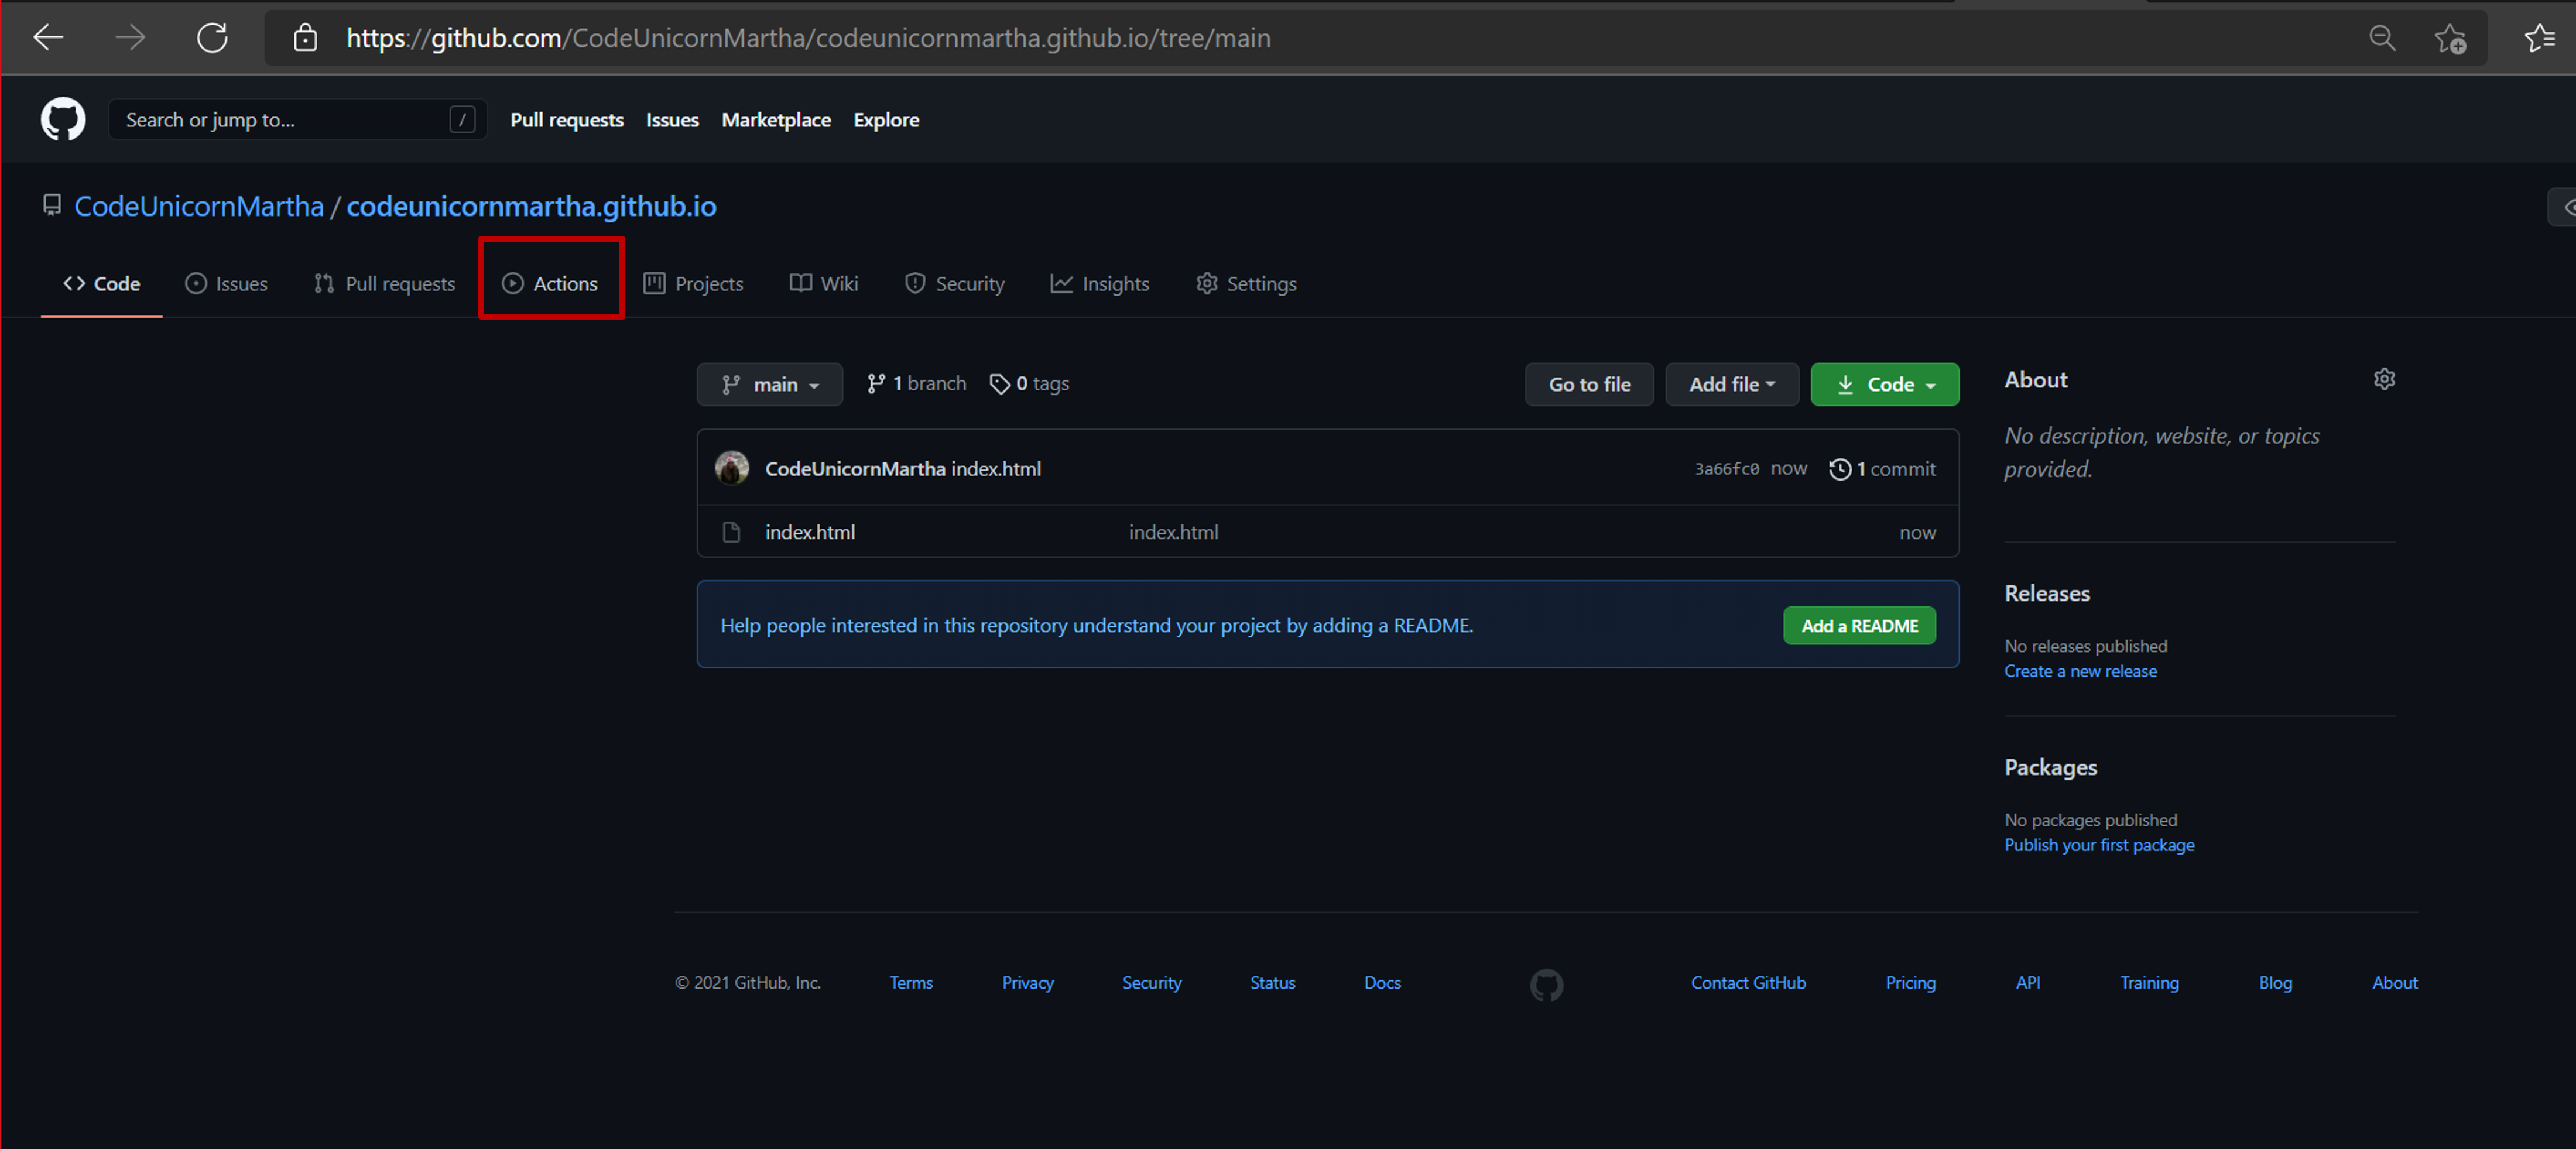 https://github.com/CodeUnicornMartha/codeunicornmartha.github.io/tree/main
Search or jump to... / Pull requests Issues Marketplace Explore
CodeUnicornMartha / codeunicornmartha.github.io
Code Issues Pull requests Actions Projects Wiki Security Insights Settings
main 1 branch 0 tags Go to file Add file Code
CodeUnicornMartha index.html 3a66fc0 now 1 commit
index.html index.html now
Help people interested in this repository understand your project by adding a README. Add a README
About
No description, website, or topics
provided.
Releases
No releases published
Create a new release
Packages
No packages published
Publish your first package
© 2021 GitHub, Inc. Terms Privacy Security Status Docs Contact GitHub Pricing API Training Blog About